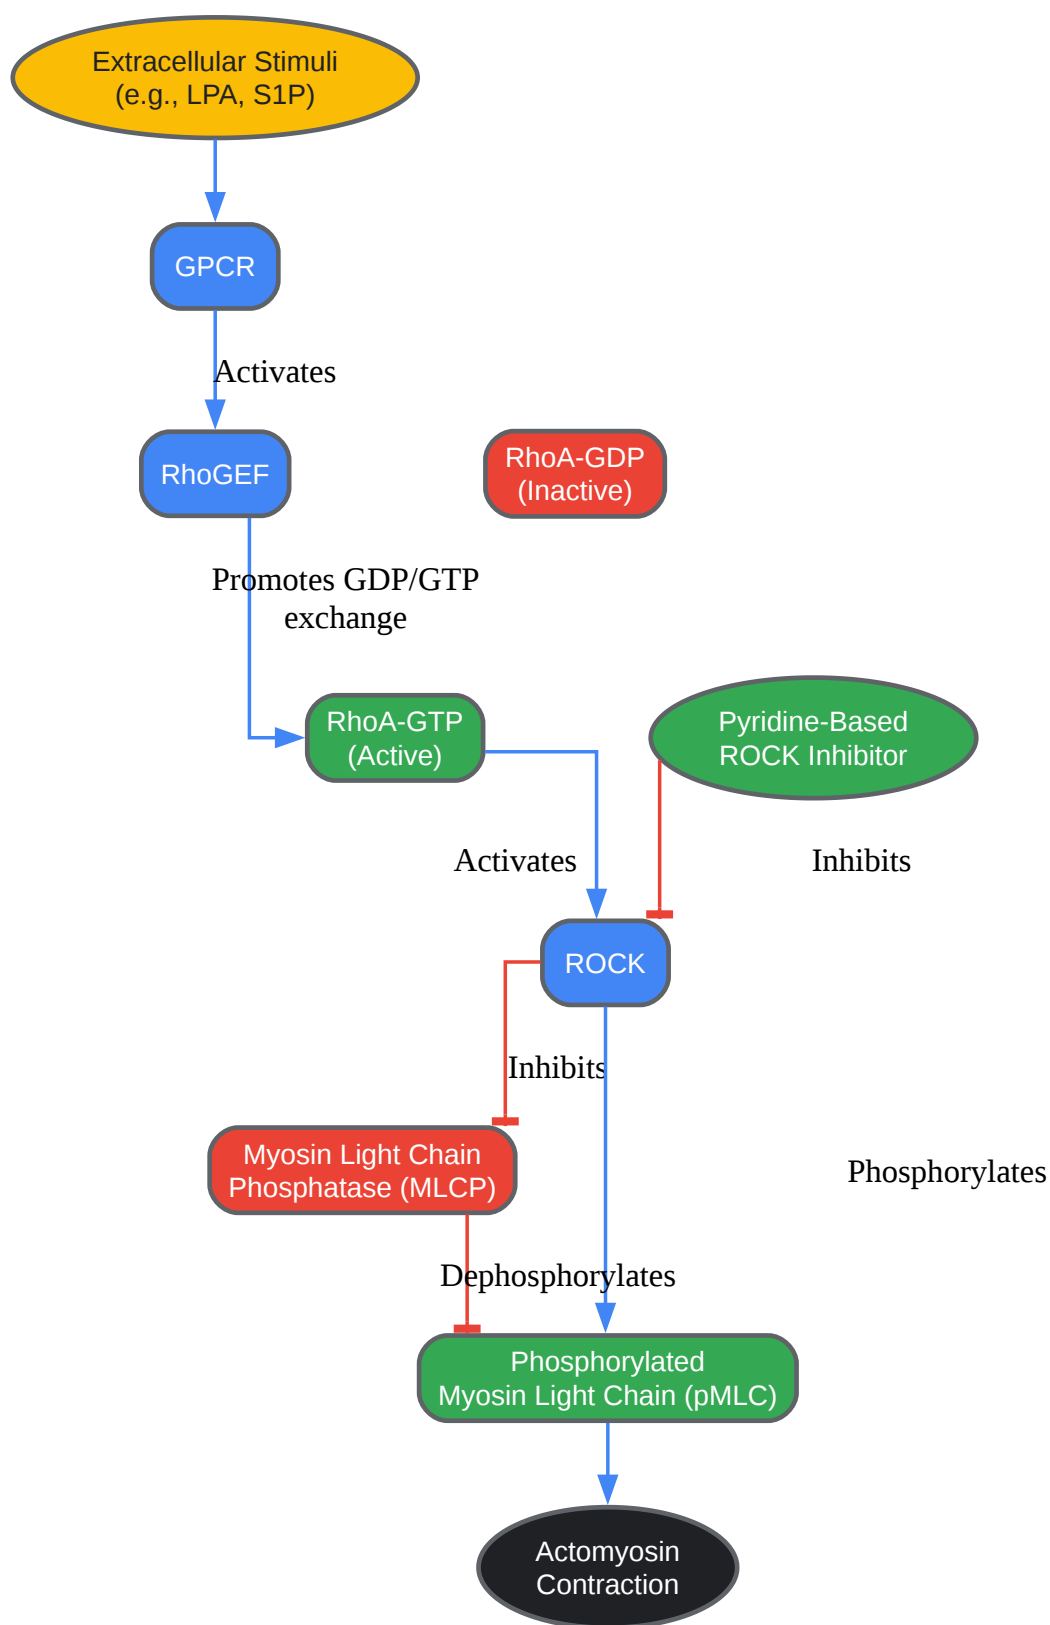 Extracellular Stimuli
(e.g., LPA, S1P)
GPCR
Activates
RhoGEF
RhoA-GDP
(Inactive)
Promotes GDP/GTP
exchange
RhoA-GTP
(Active)
Pyridine-Based
ROCK Inhibitor
Activates
Inhibits
ROCK
Inhibits
Myosin Light Chain
Phosphatase (MLCP)
Phosphorylates
Dephosphorylates
Phosphorylated
Myosin Light Chain (pMLC)
Actomyosin
Contraction